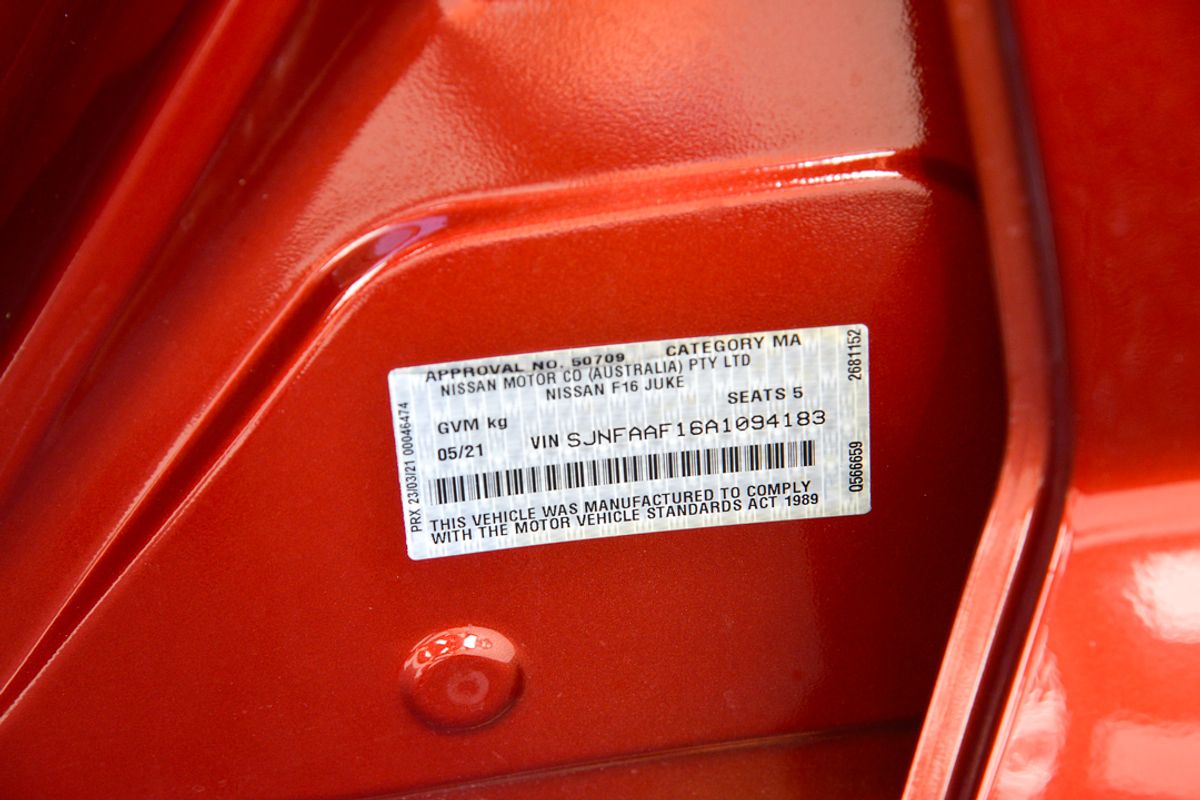 APPROVAL NO. 50709 CATEGORY MA
NISSAN MOTOR CO (AUSTRALIA) PTY LTD
NISSAN F16 JUKE
GVM kg SEATS 5
05/21 VIN SJNFAAF16A1094183
THIS VEHICLE WAS MANUFACTURED TO COMPLY
WITH THE MOTOR VEHICLE STANDARDS ACT 1989
PRX 23/03/21 00046474
0566659 2681152